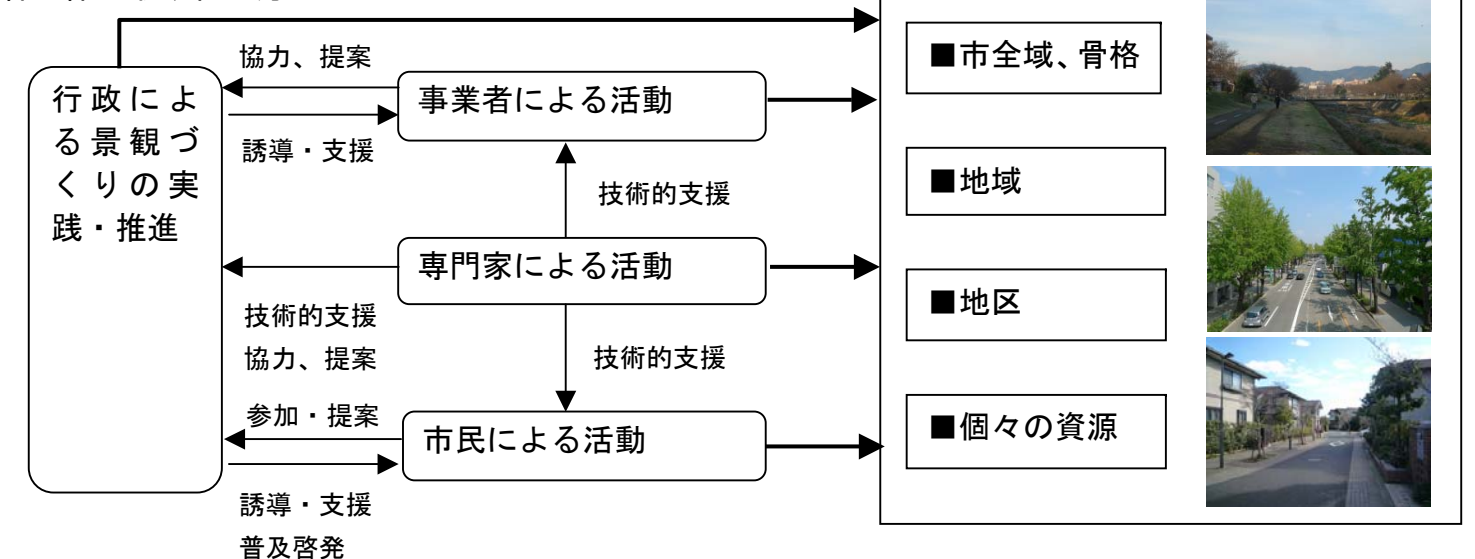 協力、提案
行政によ
る景観づ
くりの実
践・推進
事業者による活動
誘導・支援
技術的支援
専門家による活動
技術的支援
協力、提案
技術的支援
参加・提案
市民による活動
誘導・支援
普及啓発
■市全域、骨格
■地域
■地区
■個々の資源